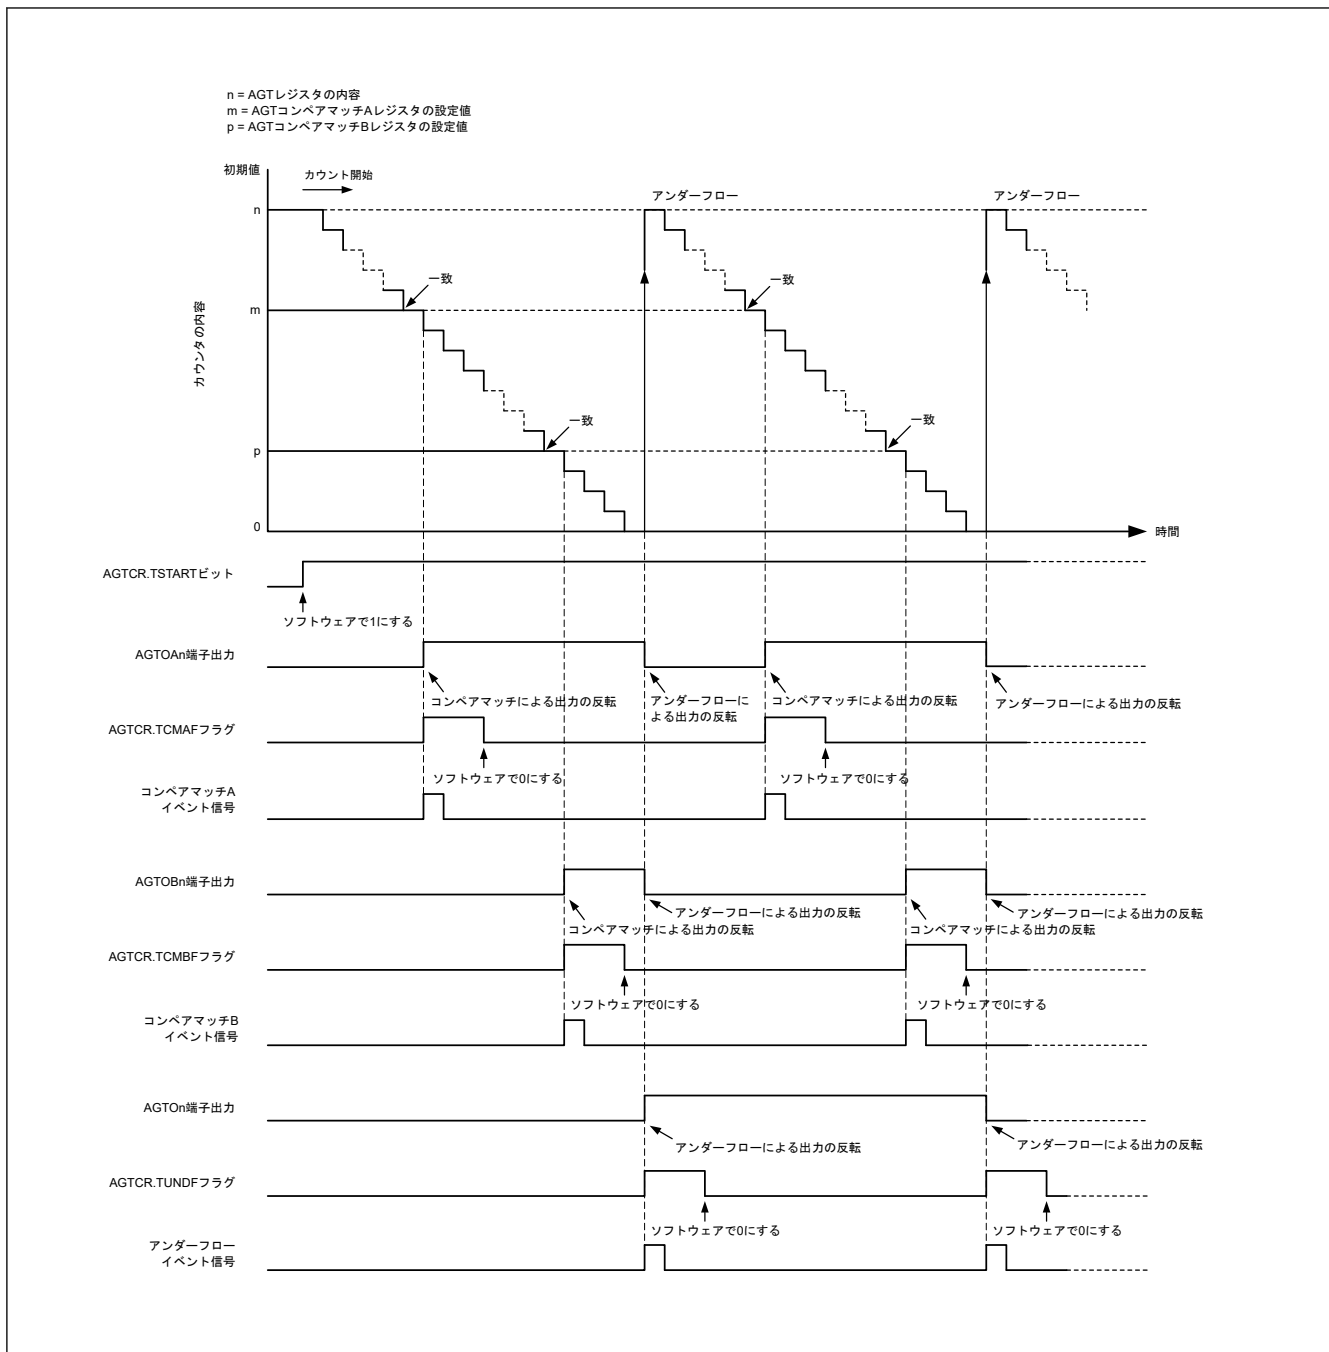 n = AGTレジスタの内容
m = AGTコンペアマッチAレジスタの設定値
p = AGTコンペアマッチBレジスタの設定値
初期値
カウント開始
アンダーフロー
アンダーフロー
n
一致
一致
m
カウンタの内容
一致
一致
p
0
時間
AGTCR.TSTARTビット
ソフトウェアで1にする
AGTOAn端子出力
コンペアマッチによる出力の反転
アンダーフローに
よる出力の反転
コンペアマッチによる出力の反転
アンダーフローによる出力の反転
AGTCR.TCMAFフラグ
ソフトウェアで0にする
ソフトウェアで0にする
コンペアマッチA
イベント信号
AGTOBn端子出力
アンダーフローによる出力の反転
アンダーフローによる出力の反転
コンペアマッチによる出力の反転
コンペアマッチによる出力の反転
AGTCR.TCMBFフラグ
ソフトウェアで0にする
ソフトウェアで0にする
コンペアマッチB
イベント信号
AGTOn端子出力
アンダーフローによる出力の反転
アンダーフローによる出力の反転
AGTCR.TUNDFフラグ
ソフトウェアで0にする
ソフトウェアで0にする
アンダーフロー
イベント信号